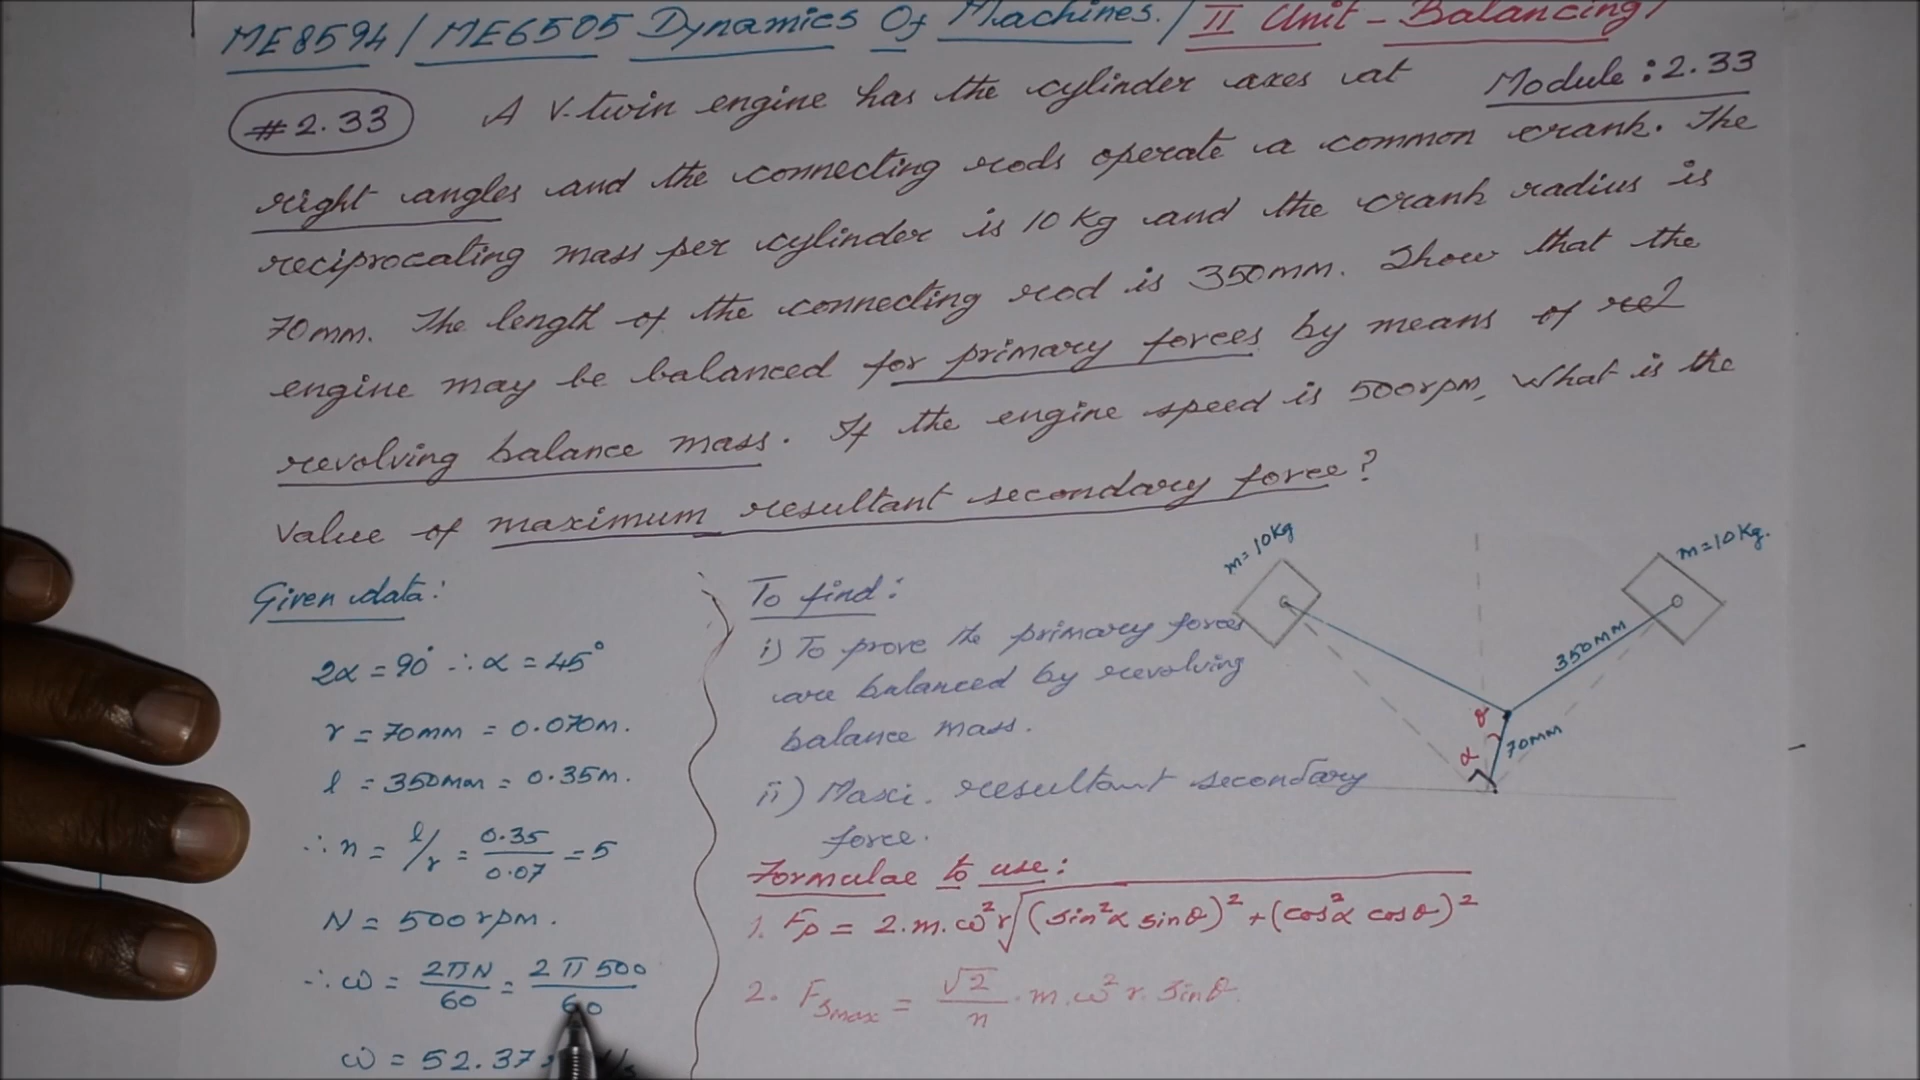 ME8594/ME6505 Dynamics Of Machines./II Unit-Balancing/
Module:2.33
#2.33 A V-twin engine has the cylinder axes at
right angles and the connecting rods operate a common crank. The
reciprocating mass per cylinder is 10 Kg and the crank radius is
70mm. The length of the connecting rod is 350mm. Show that the
engine may be balanced for primary forces by means of
revolving balance mass. If the engine speed is 500rpm, What is the
Value of maximum resultant secondary force?
Given data:
2α = 90° ∴ α = 45°
r = 70mm = 0.070m.
l = 350mm = 0.35m.
∴ n = l/r = 0.35/0.07 = 5
N = 500rpm.
∴ ω = 2πN/60 = 2π500/60
ω = 52.37
To find:
i) To prove the primary forces
are balanced by revolving
balance mass.
ii) Maxi. resultant secondary
force.
Formulae to use:
1. Fp = 2.m.ω²r√(sin²α sinθ)²+(cos²α cosθ)²
2. FSmax = √2/n .m.ω²r. sinθ.
m=10Kg
m=10Kg.
350mm
θ
α
70mm